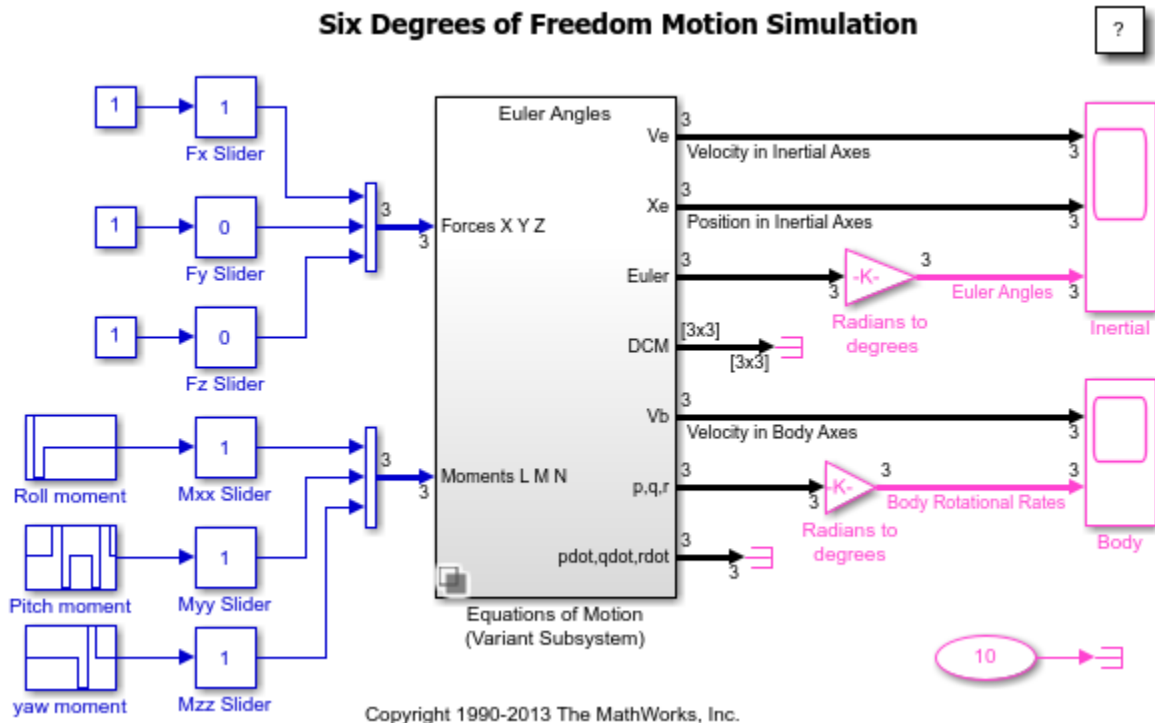 Six Degrees of Freedom Motion Simulation
?
1
1
Fx Slider
1
0
Fy Slider
1
0
Fz Slider
3
3
Roll moment
1
Mxx Slider
Pitch moment
1
Myy Slider
yaw moment
1
Mzz Slider
3
3
Euler Angles
Forces X Y Z
Moments L M N
Ve
Xe
Euler
DCM
Vb
p,q,r
pdot,qdot,rdot
Equations of Motion
(Variant Subsystem)
3
Velocity in Inertial Axes
3
3
Position in Inertial Axes
3
3
3
-K-
Radians to
degrees
3
Euler Angles
3
Inertial
[3x3]
[3x3]
3
Velocity in Body Axes
3
3
3
-K-
Radians to
degrees
3
Body Rotational Rates
3
3
Body
3
3
10
Copyright 1990-2013 The MathWorks, Inc.